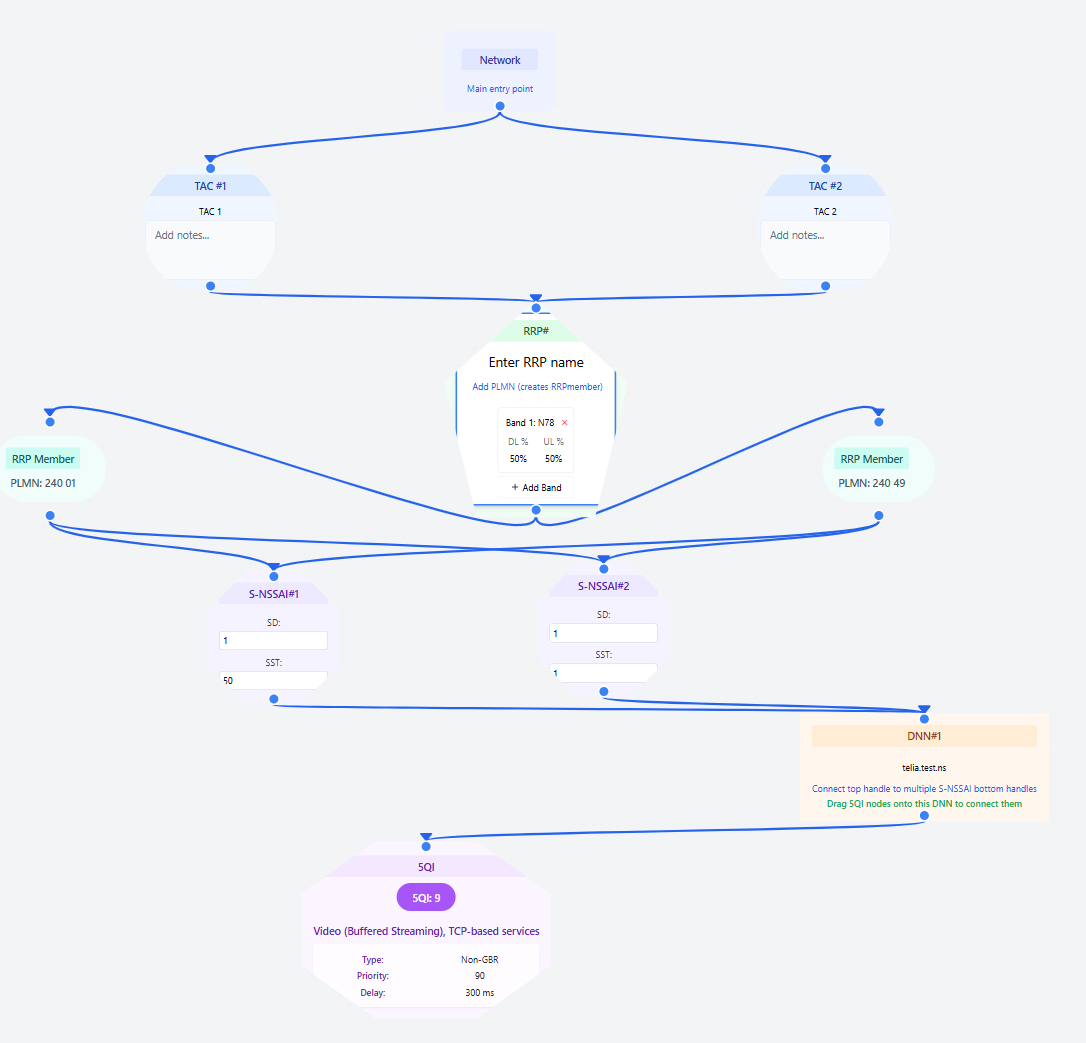 Network
Main entry point
TAC #1
TAC 1
Add notes...
TAC #2
TAC 2
Add notes...
RRP#
Enter RRP name
Add PLMN (creates RRPmember)
Band 1: N78 ×
DL % UL %
50% 50%
+ Add Band
RRP Member
PLMN: 240 01
RRP Member
PLMN: 240 49
S-NSSAI#1
SD:
1
SST:
50
S-NSSAI#2
SD:
1
SST:
1
DNN#1
telia.test.ns
Connect top handle to multiple S-NSSAI bottom handles
Drag 5QI nodes onto this DNN to connect them
5QI
5QI: 9
Video (Buffered Streaming), TCP-based services
Type: Non-GBR
Priority: 90
Delay: 300 ms